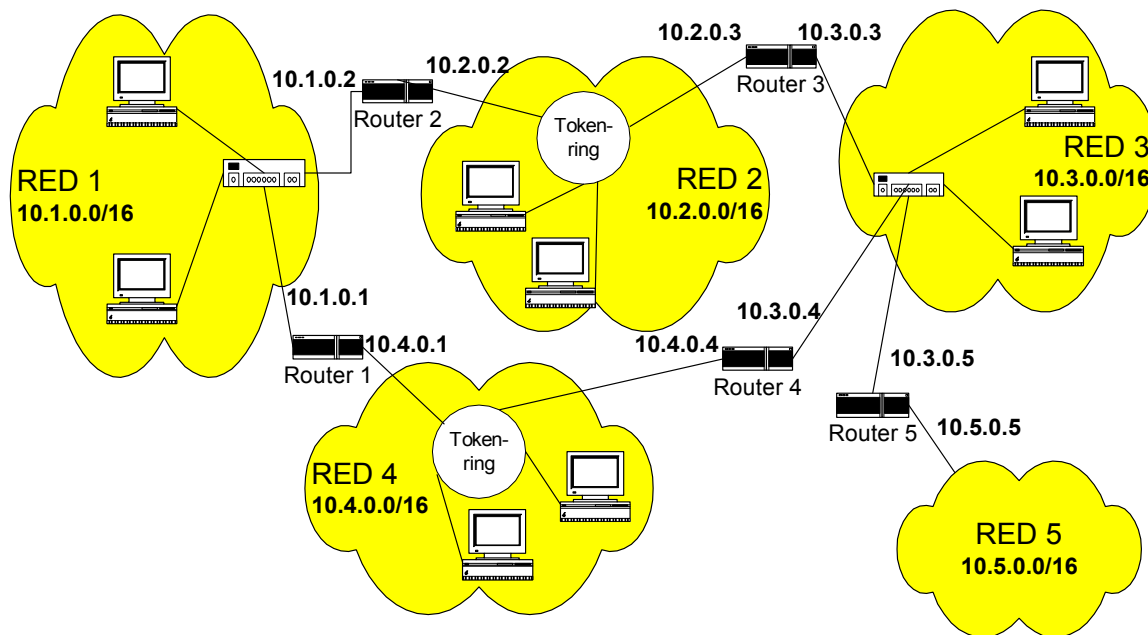 10.2.0.3
10.3.0.3
10.1.0.2
10.2.0.2
Router 3
Router 2
Token-
ring
RED 1
10.1.0.0/16
RED 2
10.2.0.0/16
RED 3
10.3.0.0/16
10.1.0.1
10.3.0.4
10.4.0.1
10.4.0.4
Router 1
Router 4
10.3.0.5
Router 5
10.5.0.5
Token-
ring
RED 4
10.4.0.0/16
RED 5
10.5.0.0/16